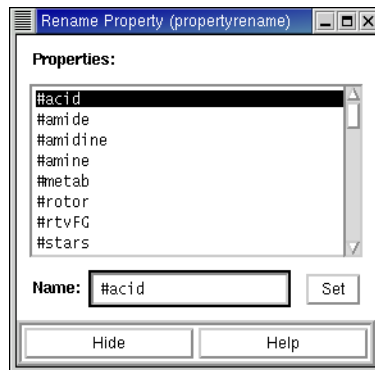 Rename Property (propertyrename)
Properties:
#acid
#amide
#amidine
#amine
#metab
#rotor
#rtvFG
#stars
Name: #acid Set
Hide Help